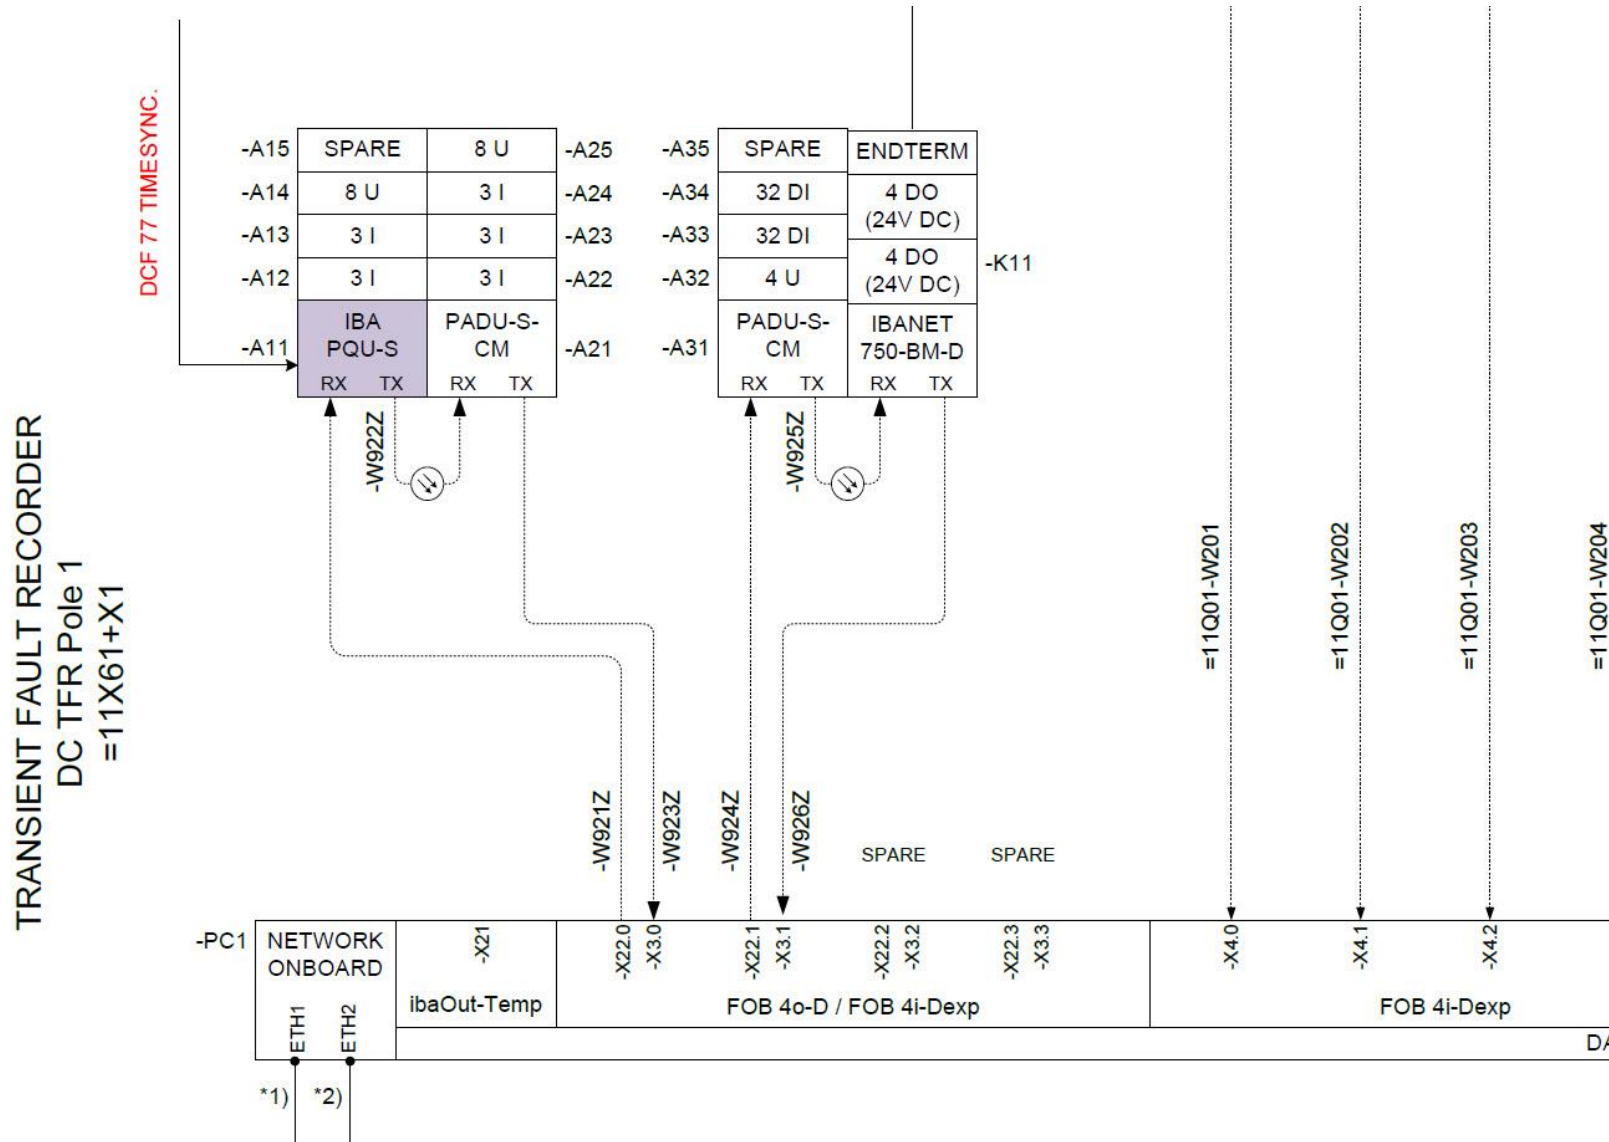 DCF 77 TIMESYNC.
-A15
SPARE
8 U
-A25
-A14
8 U
3 I
-A24
-A13
3 I
3 I
-A23
-A12
3 I
3 I
-A22
-A11
IBA
PQU-S
RX TX
PADU-S-
CM
RX TX
-A21
-A35
SPARE
ENDTERM
-A34
32 DI
4 DO
(24V DC)
-A33
32 DI
4 DO
(24V DC)
-K11
-A32
4 U
-A31
PADU-S-
CM
RX TX
IBANET
750-BM-D
RX TX
-W922Z
-W925Z
TRANSIENT FAULT RECORDER
DC TFR Pole 1
=11X61+X1
=11Q01-W201
=11Q01-W202
=11Q01-W203
=11Q01-W204
-W921Z
-W923Z
-W924Z
-W926Z
SPARE
SPARE
-PC1
NETWORK
ONBOARD
ETH1
ETH2
-X21
ibaOut-Temp
-X22.0
-X3.0
-X22.1
-X3.1
-X22.2
-X3.2
-X22.3
-X3.3
FOB 4o-D / FOB 4i-Dexp
-X4.0
-X4.1
-X4.2
FOB 4i-Dexp
DA
*1)
*2)